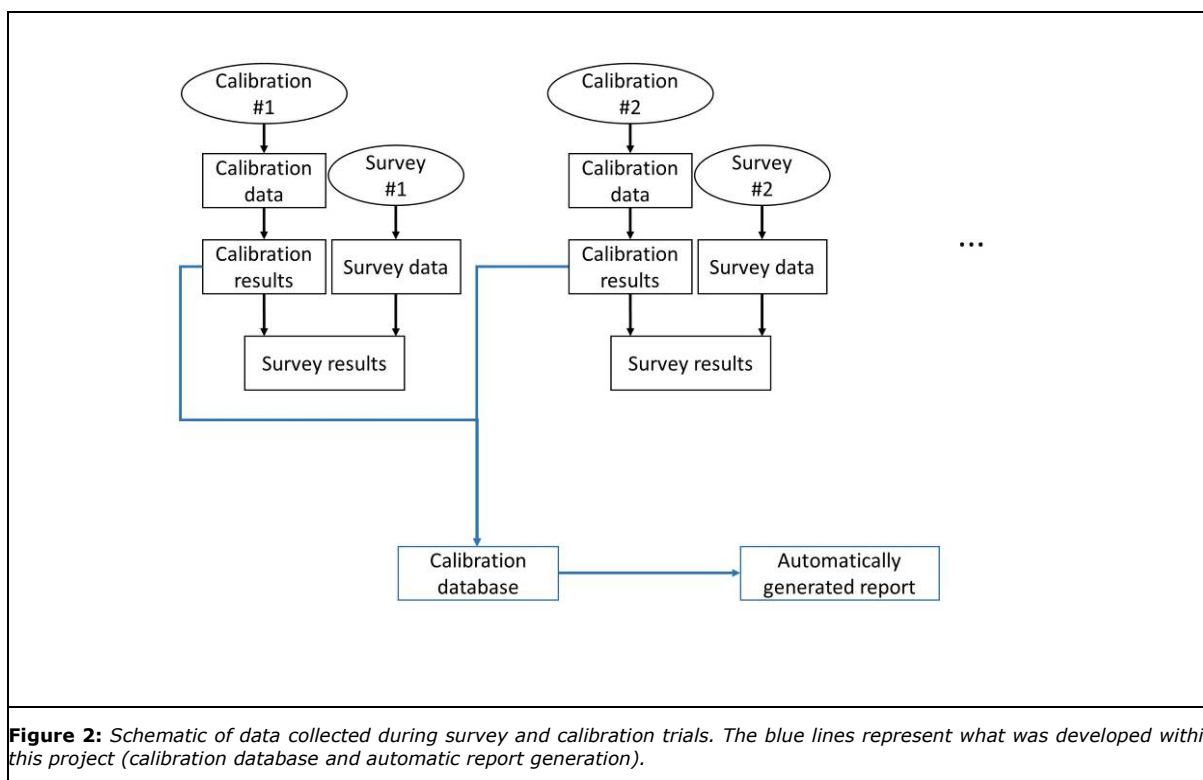 Calibration
#1
Calibration
#2
Calibration
data
Survey
#1
Calibration
data
Survey
#2
Calibration
results
Survey data
Calibration
results
Survey data
...
Survey results
Survey results
Calibration
database
Automatically
generated report
Figure 2: Schematic of data collected during survey and calibration trials. The blue lines represent what was developed withi
this project (calibration database and automatic report generation).